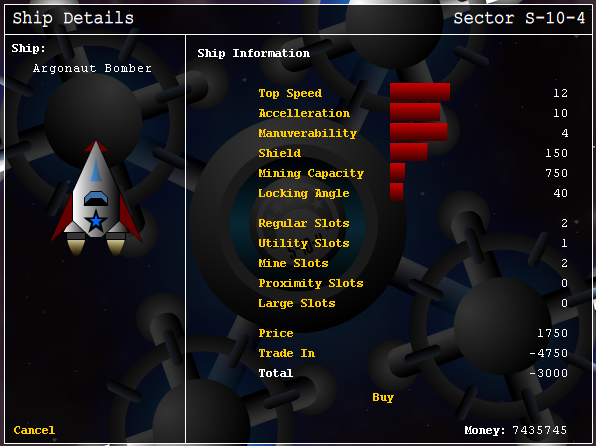 Ship Details Sector S-10-4
Ship:
Argonaut Bomber
Ship Information
Top Speed 12
Accelleration 10
Manuverability 4
Shield 150
Mining Capacity 750
Locking Angle 40
Regular Slots 2
Utility Slots 1
Mine Slots 2
Proximity Slots 0
Large Slots 0
Price 1750
Trade In -4750
Total -3000
Buy
Cancel Money: 7435745